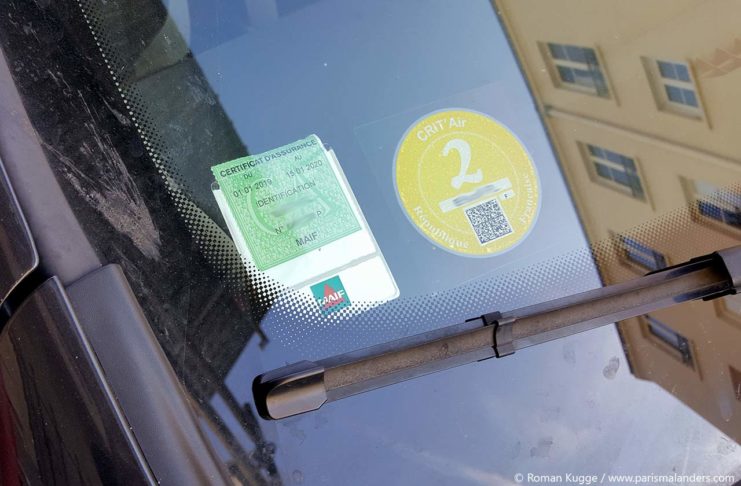 CERTIFICAT D'ASSURANCE
DU AU
01.01 2019 15.01 2020
IDENTIFICATION
N° P
MAIF
MAIF
CRIT'Air
2
F
République Française
© Roman Kugge / www.parismalanders.com